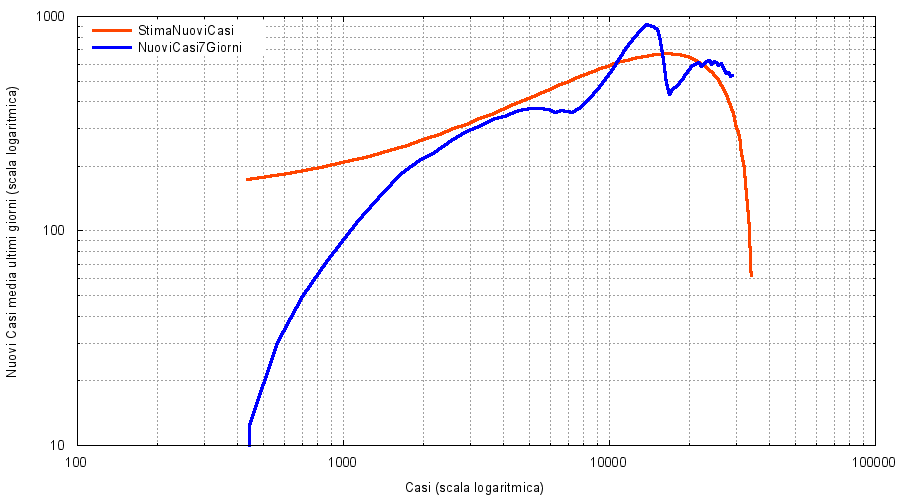 1000
StimaNuoviCasi
NuoviCasi7Giorni
100
10
Nuovi Casi media ultimi giorni (scala logaritmica)
100
1000
10000
100000
Casi (scala logaritmica)